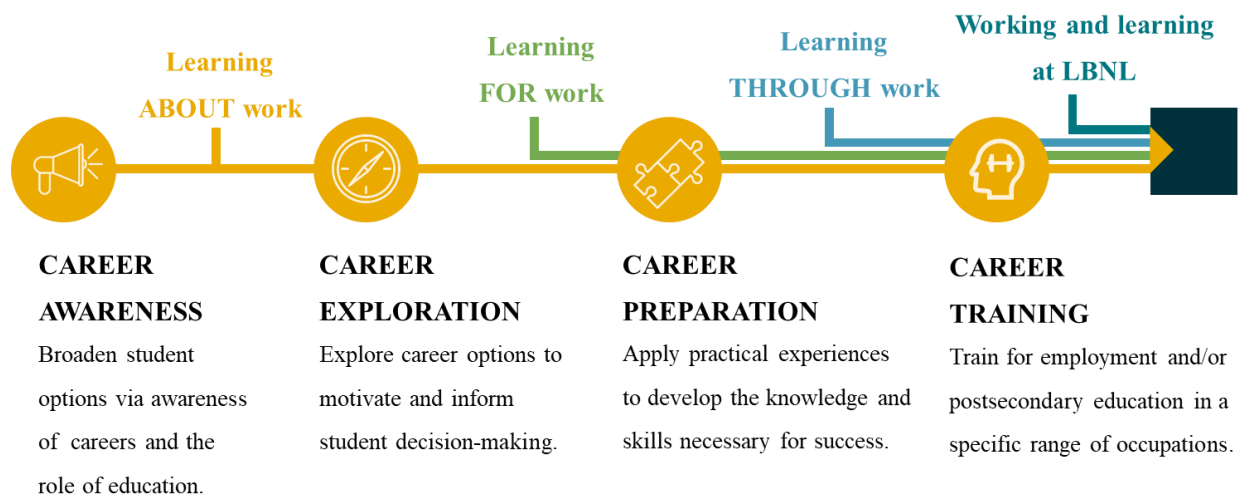 Learning
ABOUT work
Learning
FOR work
Learning
THROUGH work
Working and learning
at LBNL
CAREER
AWARENESS
Broaden student
options via awareness
of careers and the
role of education.
CAREER
EXPLORATION
Explore career options to
motivate and inform
student decision-making.
CAREER
PREPARATION
Apply practical experiences
to develop the knowledge and
skills necessary for success.
CAREER
TRAINING
Train for employment and/or
postsecondary education in a
specific range of occupations.